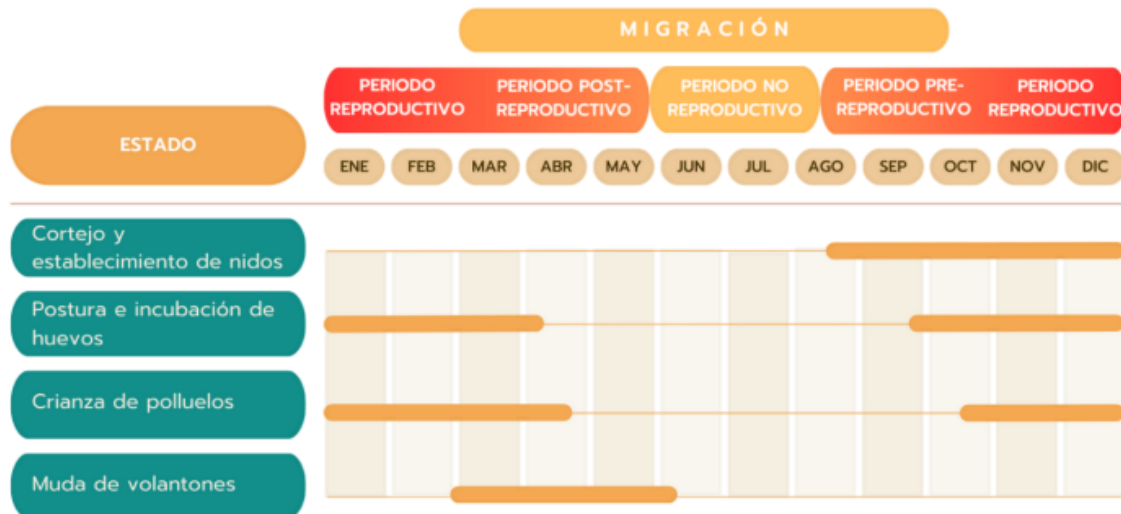 MIGRACIÓN
PERIODO REPRODUCTIVO
PERIODO POST-REPRODUCTIVO
PERIODO NO REPRODUCTIVO
PERIODO PRE-REPRODUCTIVO
PERIODO REPRODUCTIVO
ESTADO
ENE FEB MAR ABR MAY JUN JUL AGO SEP OCT NOV DIC
Cortejo y
establecimiento de nidos
Postura e incubación de
huevos
Crianza de polluelos
Muda de volantones